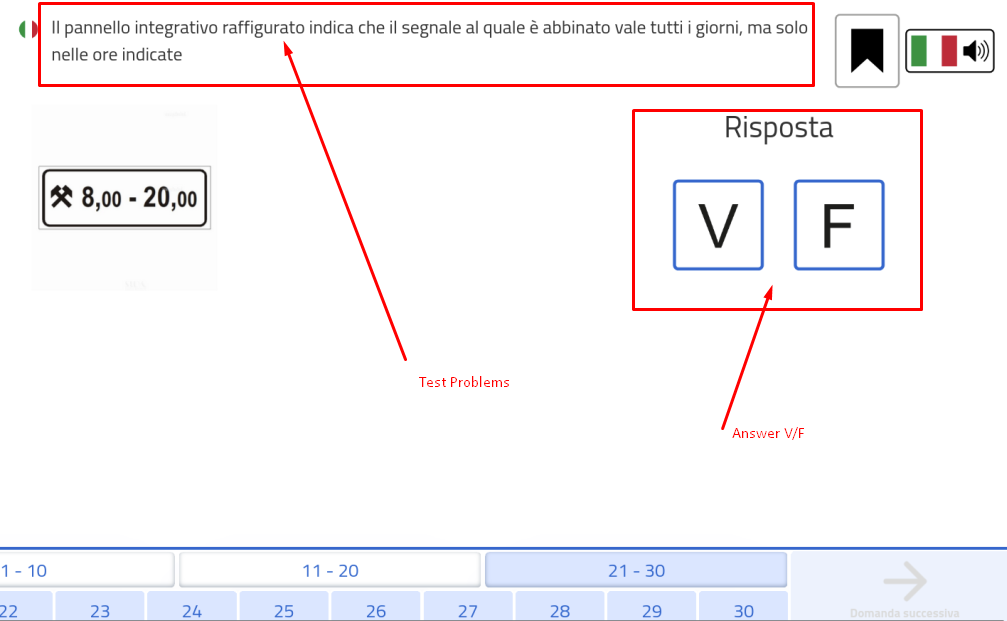 Il pannello integrativo raffigurato indica che il segnale al quale è abbinato vale tutti i giorni, ma solo
nelle ore indicate
Risposta
8,00 - 20,00
V F
Test Problems
Answer V/F
1 - 10 11 - 20 21 - 30
22 23 24 25 26 27 28 29 30
Domanda successiva